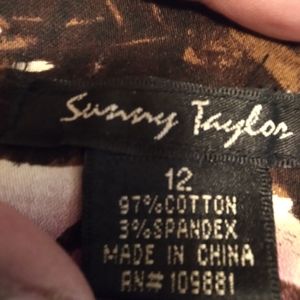 Sunny Taylor
12
97%COTTON
3%SPANDEX
MADE IN CHINA
RN# 109881